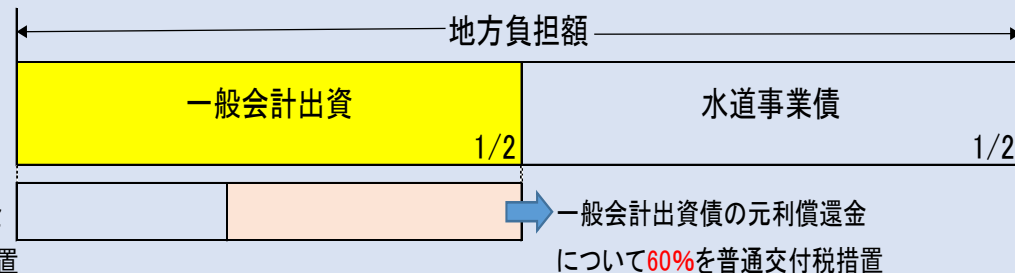 地方負担額
一般会計出資
1/2
水道事業債
1/2
一般会計出資債の元利償還金
について60%を普通交付税措置
置